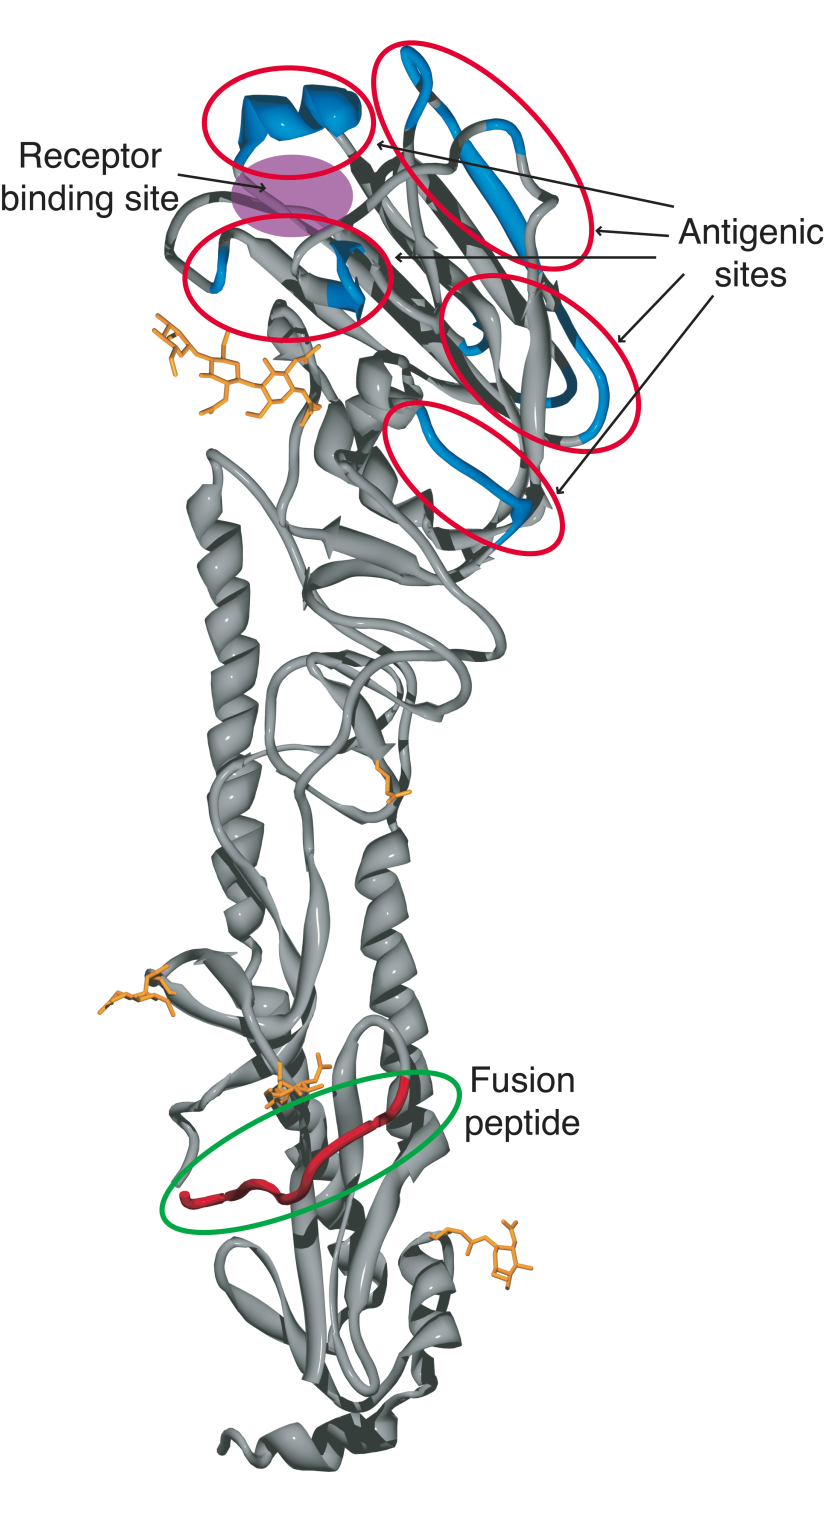 Receptor
binding site
Antigenic
sites
Fusion
peptide